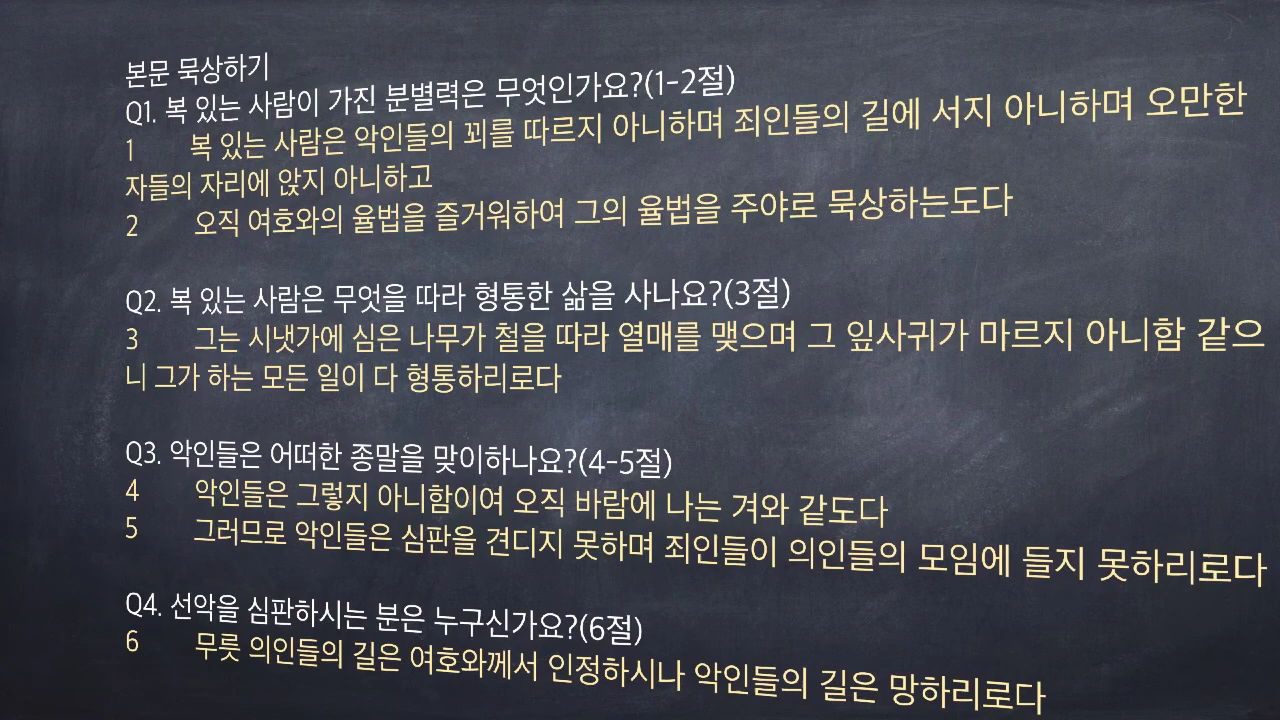 본문 묵상하기
Q1. 복 있는 사람이 가진 분별력은 무엇인가요?(1-2절)
1 복 있는 사람은 악인들의 꾀를 따르지 아니하며 죄인들의 길에 서지 아니하며 오만한
자들의 자리에 앉지 아니하고
2 오직 여호와의 율법을 즐거워하여 그의 율법을 주야로 묵상하는도다
Q2. 복 있는 사람은 무엇을 따라 형통한 삶을 사나요?(3절)
3 그는 시냇가에 심은 나무가 철을 따라 열매를 맺으며 그 잎사귀가 마르지 아니함 같으
니 그가 하는 모든 일이 다 형통하리로다
Q3. 악인들은 어떠한 종말을 맞이하나요?(4-5절)
4 악인들은 그렇지 아니함이여 오직 바람에 나는 겨와 같도다
5 그러므로 악인들은 심판을 견디지 못하며 죄인들이 의인들의 모임에 들지 못하리로다
Q4. 선악을 심판하시는 분은 누구신가요?(6절)
6 무릇 의인들의 길은 여호와께서 인정하시나 악인들의 길은 망하리로다